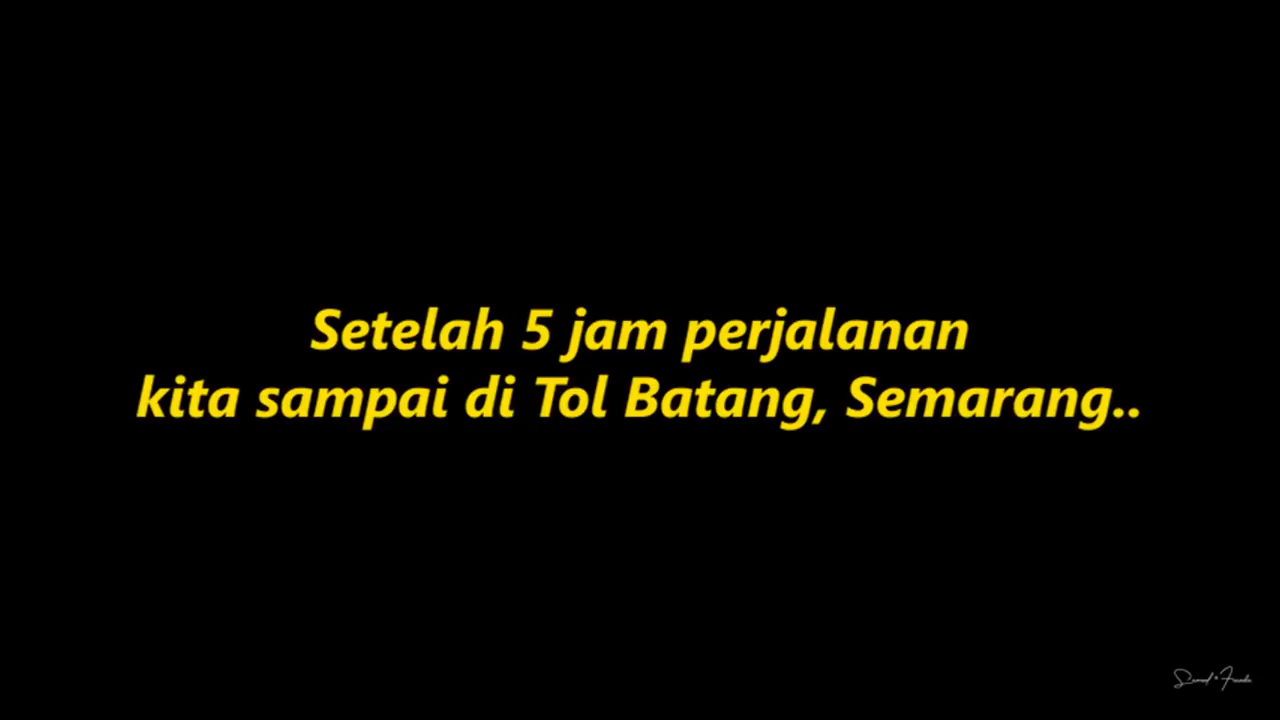 Setelah 5 jam perjalanan
kita sampai di Tol Batang, Semarang..